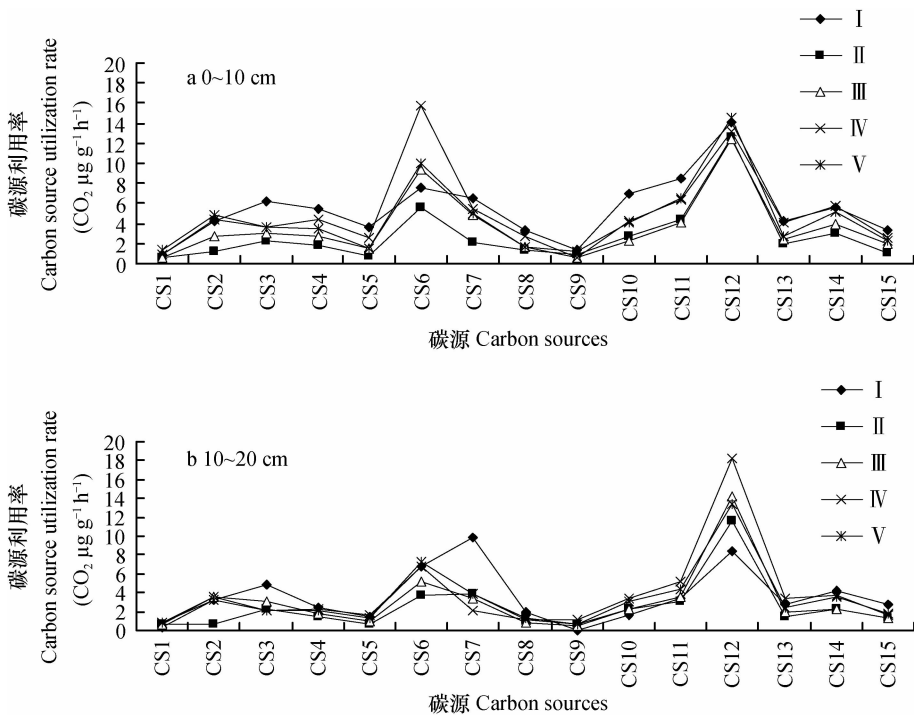 Ⅰ
Ⅱ
Ⅲ
Ⅳ
Ⅴ
a 0~10 cm
碳源利用率
Carbon source utilization rate
(CO₂ μg g⁻¹ h⁻¹)
20
18
16
14
12
10
8
6
4
2
0
CS1
CS2
CS3
CS4
CS5
CS6
CS7
CS8
CS9
CS10
CS11
CS12
CS13
CS14
CS15
碳源 Carbon sources
Ⅰ
Ⅱ
Ⅲ
Ⅳ
Ⅴ
b 10~20 cm
碳源利用率
Carbon source utilization rate
(CO₂ μg g⁻¹ h⁻¹)
20
18
16
14
12
10
8
6
4
2
0
CS1
CS2
CS3
CS4
CS5
CS6
CS7
CS8
CS9
CS10
CS11
CS12
CS13
CS14
CS15
碳源 Carbon sources